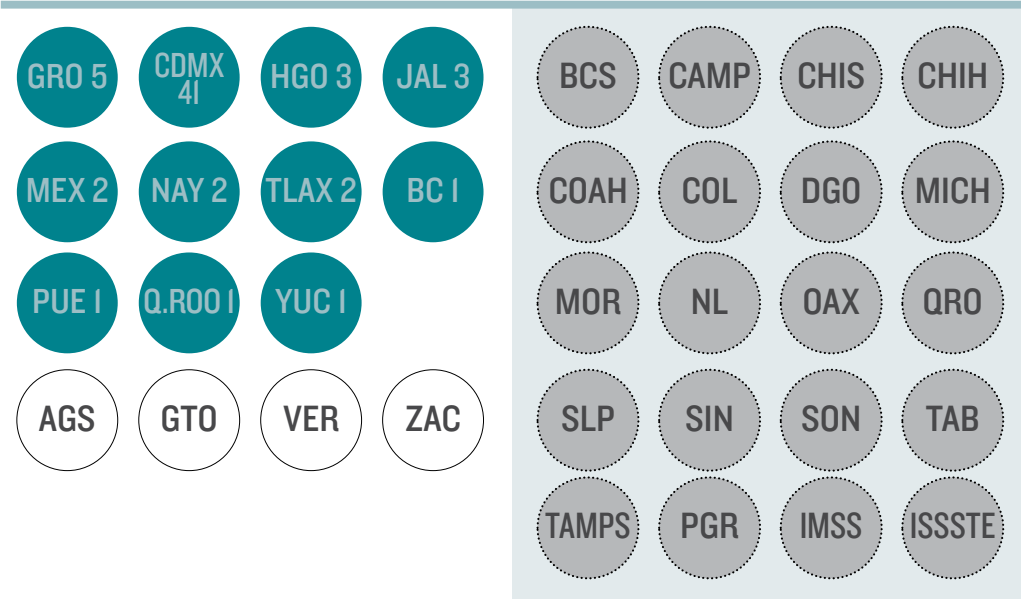 GRO 5
CDMX
41
HGO 3
JAL 3
MEX 2
NAY 2
TLAX 2
BC 1
PUE 1
Q.ROO 1
YUC 1
AGS
GTO
VER
ZAC
BCS
CAMP
CHIS
CHIH
COAH
COL
DGO
MICH
MOR
NL
OAX
QRO
SLP
SIN
SON
TAB
TAMPS
PGR
IMSS
ISSSTE